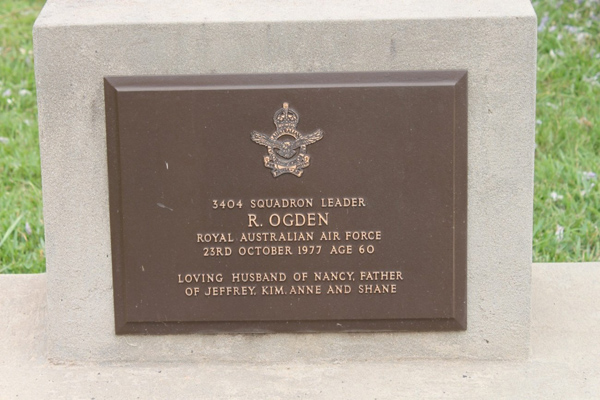 3404 SQUADRON LEADER
R. OGDEN
ROYAL AUSTRALIAN AIR FORCE
23RD OCTOBER 1977 AGE 60
LOVING HUSBAND OF NANCY, FATHER
OF JEFFREY, KIM, ANNE AND SHANE